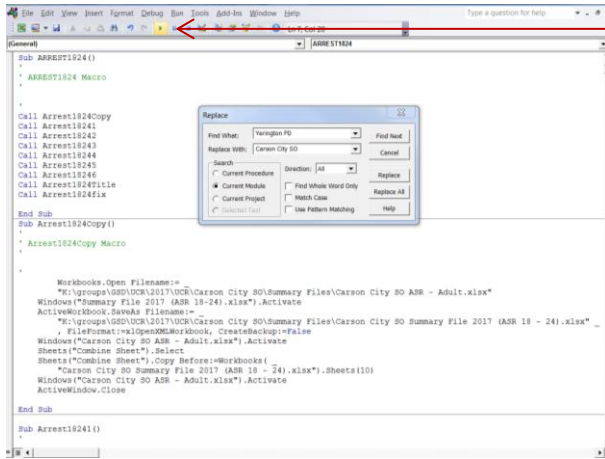 File Edit View Insert Format Debug Run Tools Add-Ins Window Help
Type a question for help
Ln 7, Col 20
(General)
ARREST1824
Sub ARREST1824()
'
' ARREST1824 Macro
'
'
Call Arrest1824Copy
Call Arrest18241
Call Arrest18242
Call Arrest18243
Call Arrest18244
Call Arrest18245
Call Arrest18246
Call Arrest1824Title
Call Arrest1824fix
End Sub
Replace
Find What: Yerington PD
Find Next
Replace With: Carson City SO
Cancel
Search
Direction: All
Current Procedure
Current Module
Current Project
Selected Text
Find Whole Word Only
Match Case
Use Pattern Matching
Replace
Replace All
Help
Sub Arrest1824Copy()
'
' Arrest1824Copy Macro
'
'
Workbooks.Open Filename:= _
"K:\groups\GSD\UCR\2017\UCR\Carson City SO\Summary Files\Carson City SO ASR - Adult.xlsx"
Windows("Summary File 2017 (ASR 18-24).xlsx").Activate
ActiveWorkbook.SaveAs Filename:= _
"K:\groups\GSD\UCR\2017\UCR\Carson City SO\Summary Files\Carson City SO Summary File 2017 (ASR 18 - 24).xlsx" _
, FileFormat:=xlOpenXMLWorkbook, CreateBackup:=False
Windows("Carson City SO ASR - Adult.xlsx").Activate
Sheets("Combine Sheet").Select
Sheets("Combine Sheet").Copy Before:=Workbooks( _
"Carson City SO Summary File 2017 (ASR 18 - 24).xlsx").Sheets(10)
Windows("Carson City SO ASR - Adult.xlsx").Activate
ActiveWindow.Close
End Sub
Sub Arrest18241()
'